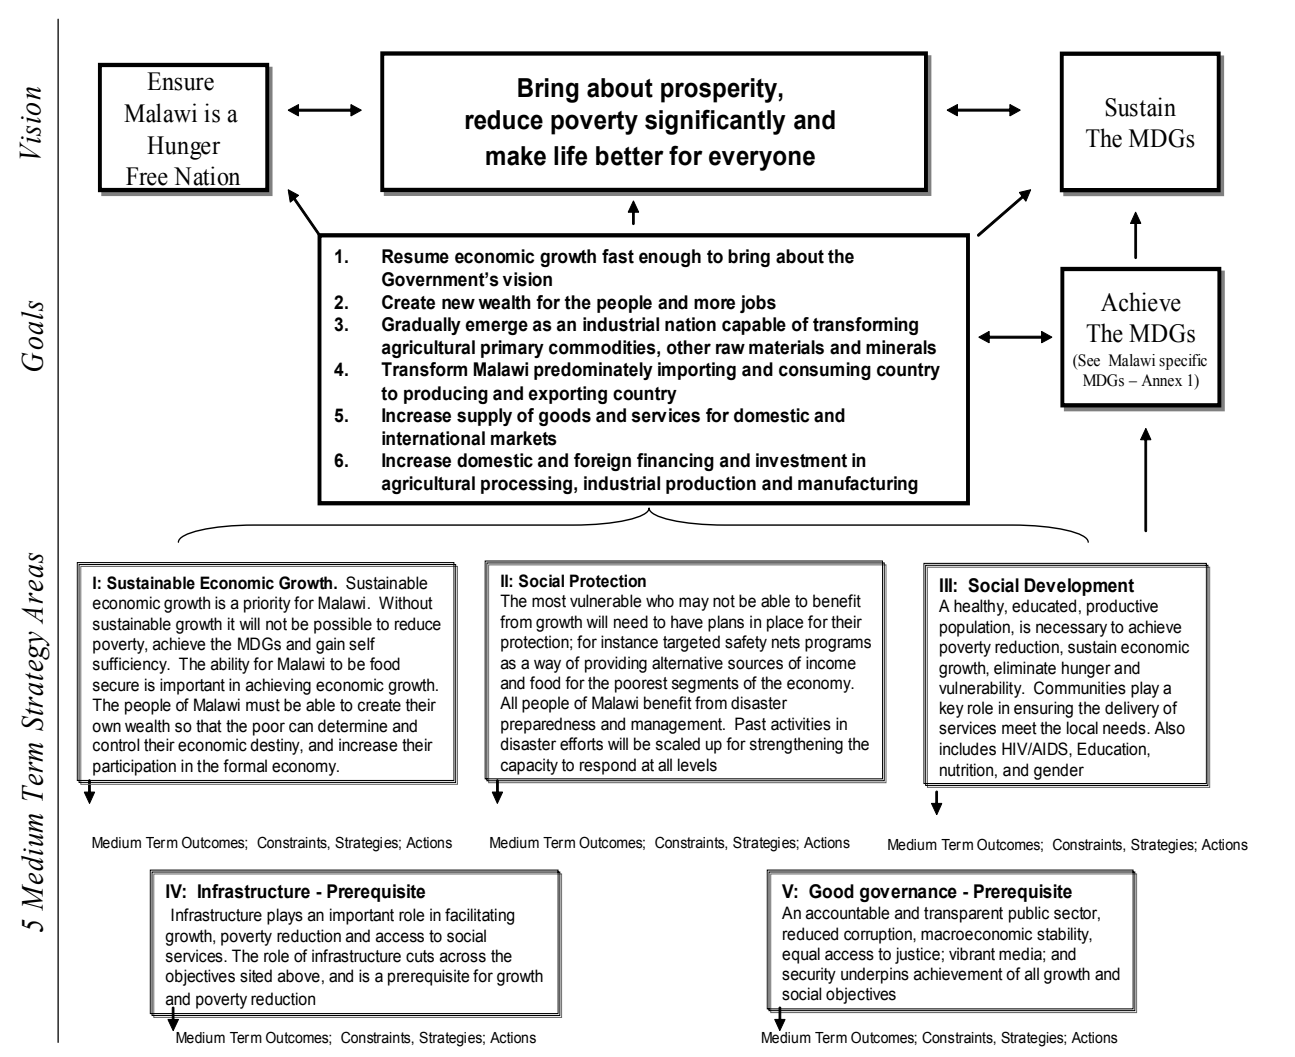 Vision
Ensure
Malawi is a
Hunger
Free Nation
Bring about prosperity,
reduce poverty significantly and
make life better for everyone
Sustain
The MDGs
Goals
1. Resume economic growth fast enough to bring about the
Government’s vision
2. Create new wealth for the people and more jobs
3. Gradually emerge as an industrial nation capable of transforming
agricultural primary commodities, other raw materials and minerals
4. Transform Malawi predominately importing and consuming country
to producing and exporting country
5. Increase supply of goods and services for domestic and
international markets
6. Increase domestic and foreign financing and investment in
agricultural processing, industrial production and manufacturing
Achieve
The MDGs
(See Malawi specific
MDGs – Annex 1)
5 Medium Term Strategy Areas
I: Sustainable Economic Growth. Sustainable
economic growth is a priority for Malawi. Without
sustainable growth it will not be possible to reduce
poverty, achieve the MDGs and gain self
sufficiency. The ability for Malawi to be food
secure is important in achieving economic growth.
The people of Malawi must be able to create their
own wealth so that the poor can determine and
control their economic destiny, and increase their
participation in the formal economy.
Medium Term Outcomes; Constraints, Strategies; Actions
II: Social Protection
The most vulnerable who may not be able to benefit
from growth will need to have plans in place for their
protection; for instance targeted safety nets programs
as a way of providing alternative sources of income
and food for the poorest segments of the economy.
All people of Malawi benefit from disaster
preparedness and management. Past activities in
disaster efforts will be scaled up for strengthening the
capacity to respond at all levels
Medium Term Outcomes; Constraints, Strategies; Actions
III: Social Development
A healthy, educated, productive
population, is necessary to achieve
poverty reduction, sustain economic
growth, eliminate hunger and
vulnerability. Communities play a
key role in ensuring the delivery of
services meet the local needs. Also
includes HIV/AIDS, Education,
nutrition, and gender
Medium Term Outcomes; Constraints, Strategies; Actions
IV: Infrastructure - Prerequisite
Infrastructure plays an important role in facilitating
growth, poverty reduction and access to social
services. The role of infrastructure cuts across the
objectives sited above, and is a prerequisite for growth
and poverty reduction
Medium Term Outcomes; Constraints, Strategies; Actions
V: Good governance - Prerequisite
An accountable and transparent public sector,
reduced corruption, macroeconomic stability,
equal access to justice; vibrant media; and
security underpins achievement of all growth and
social objectives
Medium Term Outcomes; Constraints, Strategies; Actions